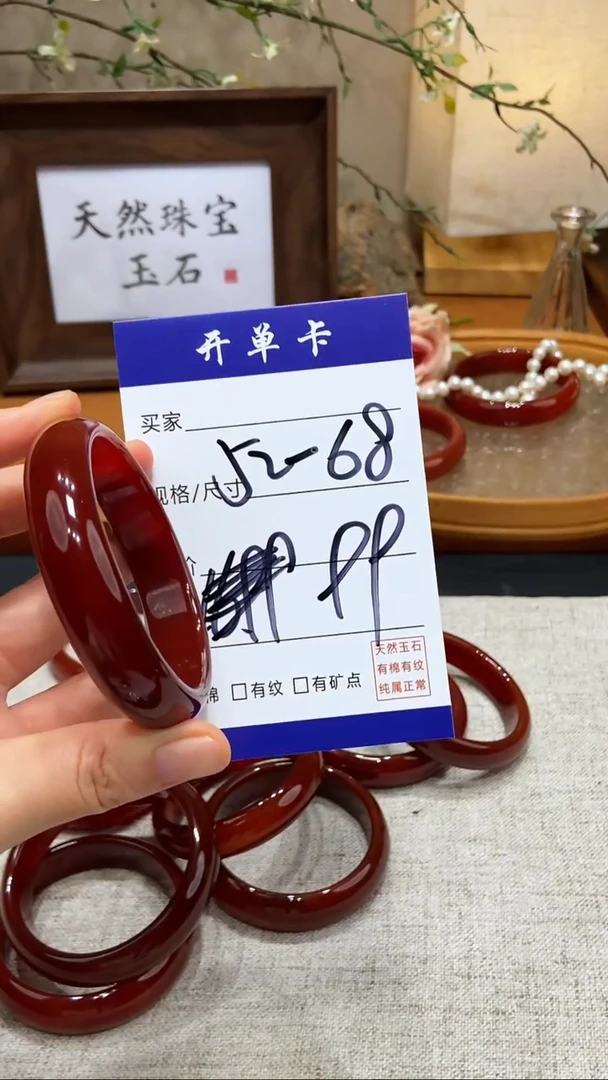 天然珠宝
玉石
开单卡
买家
52-68
规格/尺寸
价
99
棉 □有纹 □有矿点
天然玉石
有棉有纹
纯属正常